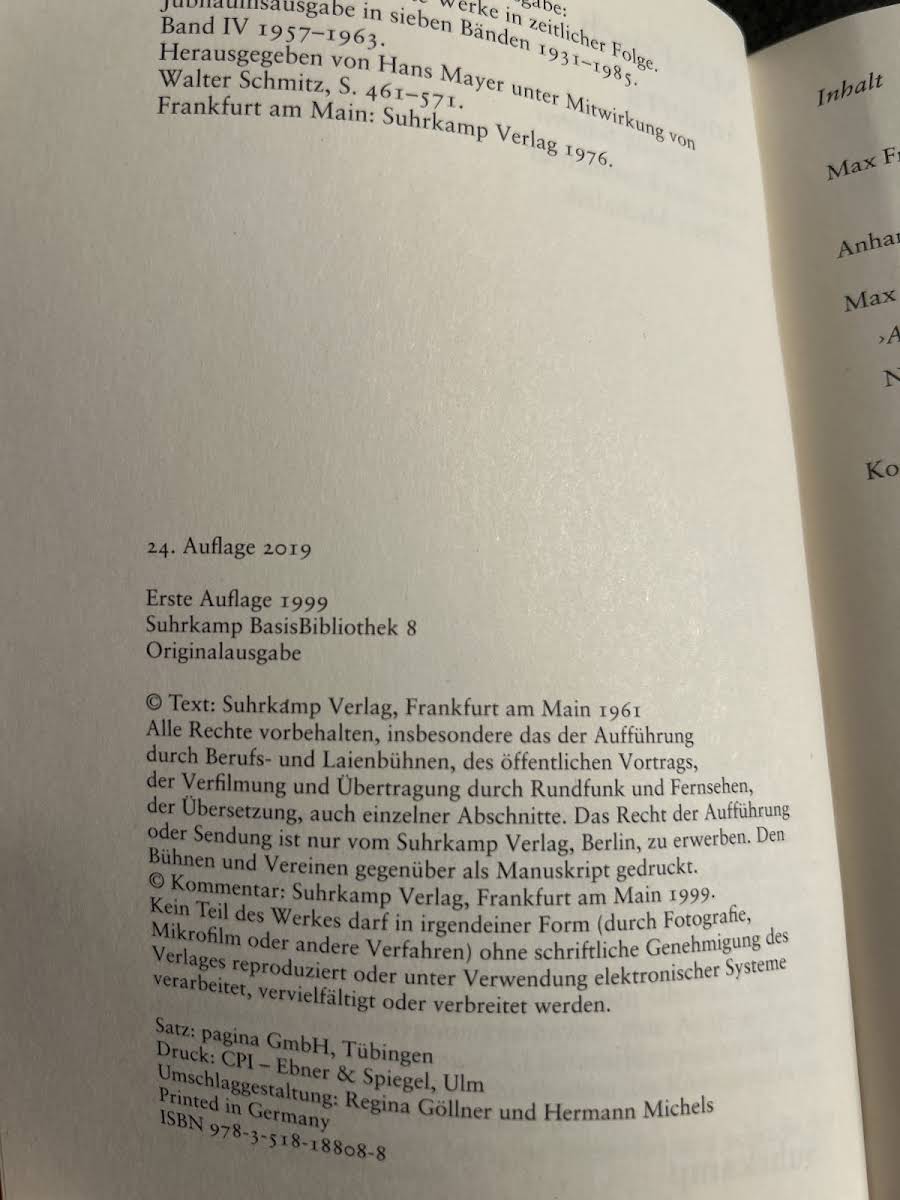 Werke in zeitlicher Folge.
Jubiläumsausgabe in sieben Bänden 1931–1985.
Band IV 1957–1963.
Herausgegeben von Hans Mayer unter Mitwirkung von
Walter Schmitz, S. 461–571.
Frankfurt am Main: Suhrkamp Verlag 1976.
24. Auflage 2019
Erste Auflage 1999
Suhrkamp BasisBibliothek 8
Originalausgabe
© Text: Suhrkamp Verlag, Frankfurt am Main 1961
Alle Rechte vorbehalten, insbesondere das der Aufführung
durch Berufs- und Laienbühnen, des öffentlichen Vortrags,
der Verfilmung und Übertragung durch Rundfunk und Fernsehen,
der Übersetzung, auch einzelner Abschnitte. Das Recht der Aufführung
oder Sendung ist nur vom Suhrkamp Verlag, Berlin, zu erwerben. Den
Bühnen und Vereinen gegenüber als Manuskript gedruckt.
© Kommentar: Suhrkamp Verlag, Frankfurt am Main 1999.
Kein Teil des Werkes darf in irgendeiner Form (durch Fotografie,
Mikrofilm oder andere Verfahren) ohne schriftliche Genehmigung des
Verlages reproduziert oder unter Verwendung elektronischer Systeme
verarbeitet, vervielfältigt oder verbreitet werden.
Satz: pagina GmbH, Tübingen
Druck: CPI – Ebner & Spiegel, Ulm
Umschlaggestaltung: Regina Göllner und Hermann Michels
Printed in Germany
ISBN 978-3-518-18808-8
Inhalt
Max
Max